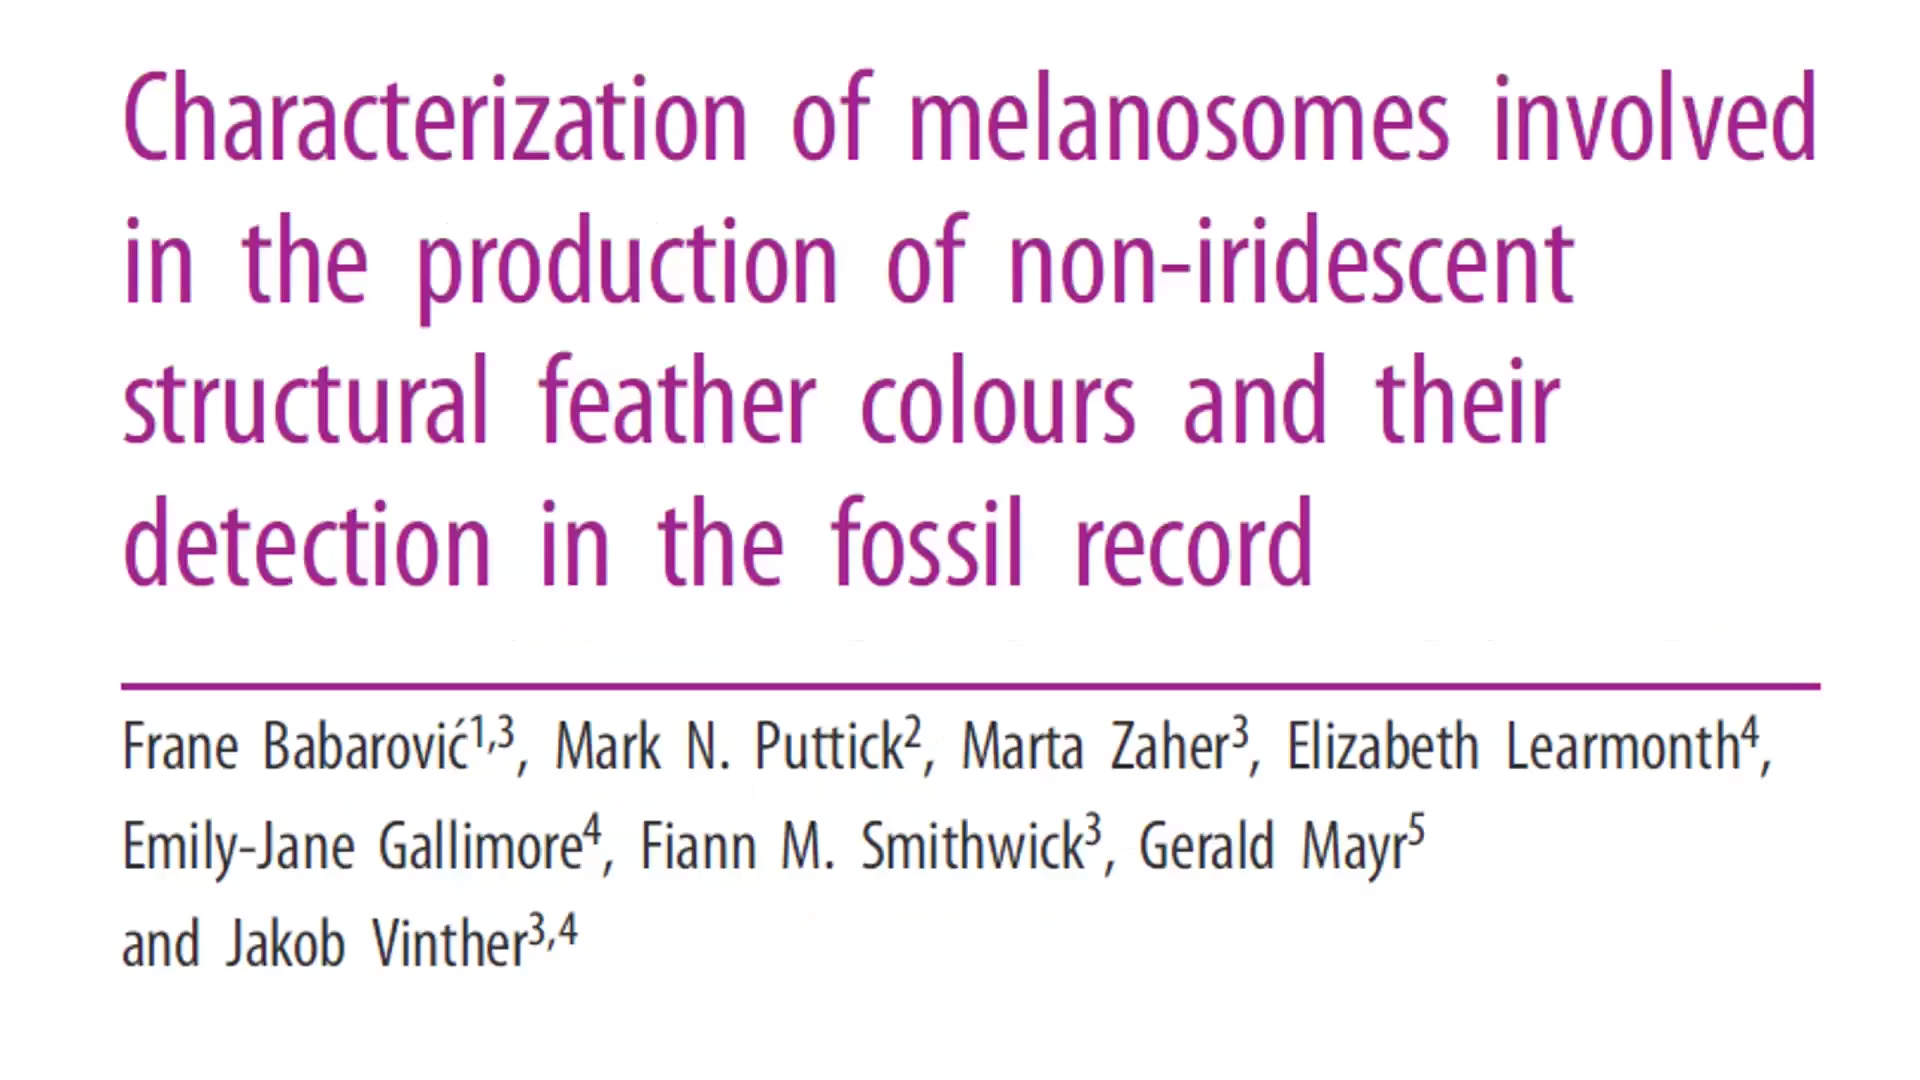 Characterization of melanosomes involved
in the production of non-iridescent
structural feather colours and their
detection in the fossil record
Frane Babarović1,3, Mark N. Puttick2, Marta Zaher3, Elizabeth Learmonth4,
Emily-Jane Gallimore4, Fiann M. Smithwick3, Gerald Mayr5
and Jakob Vinther3,4